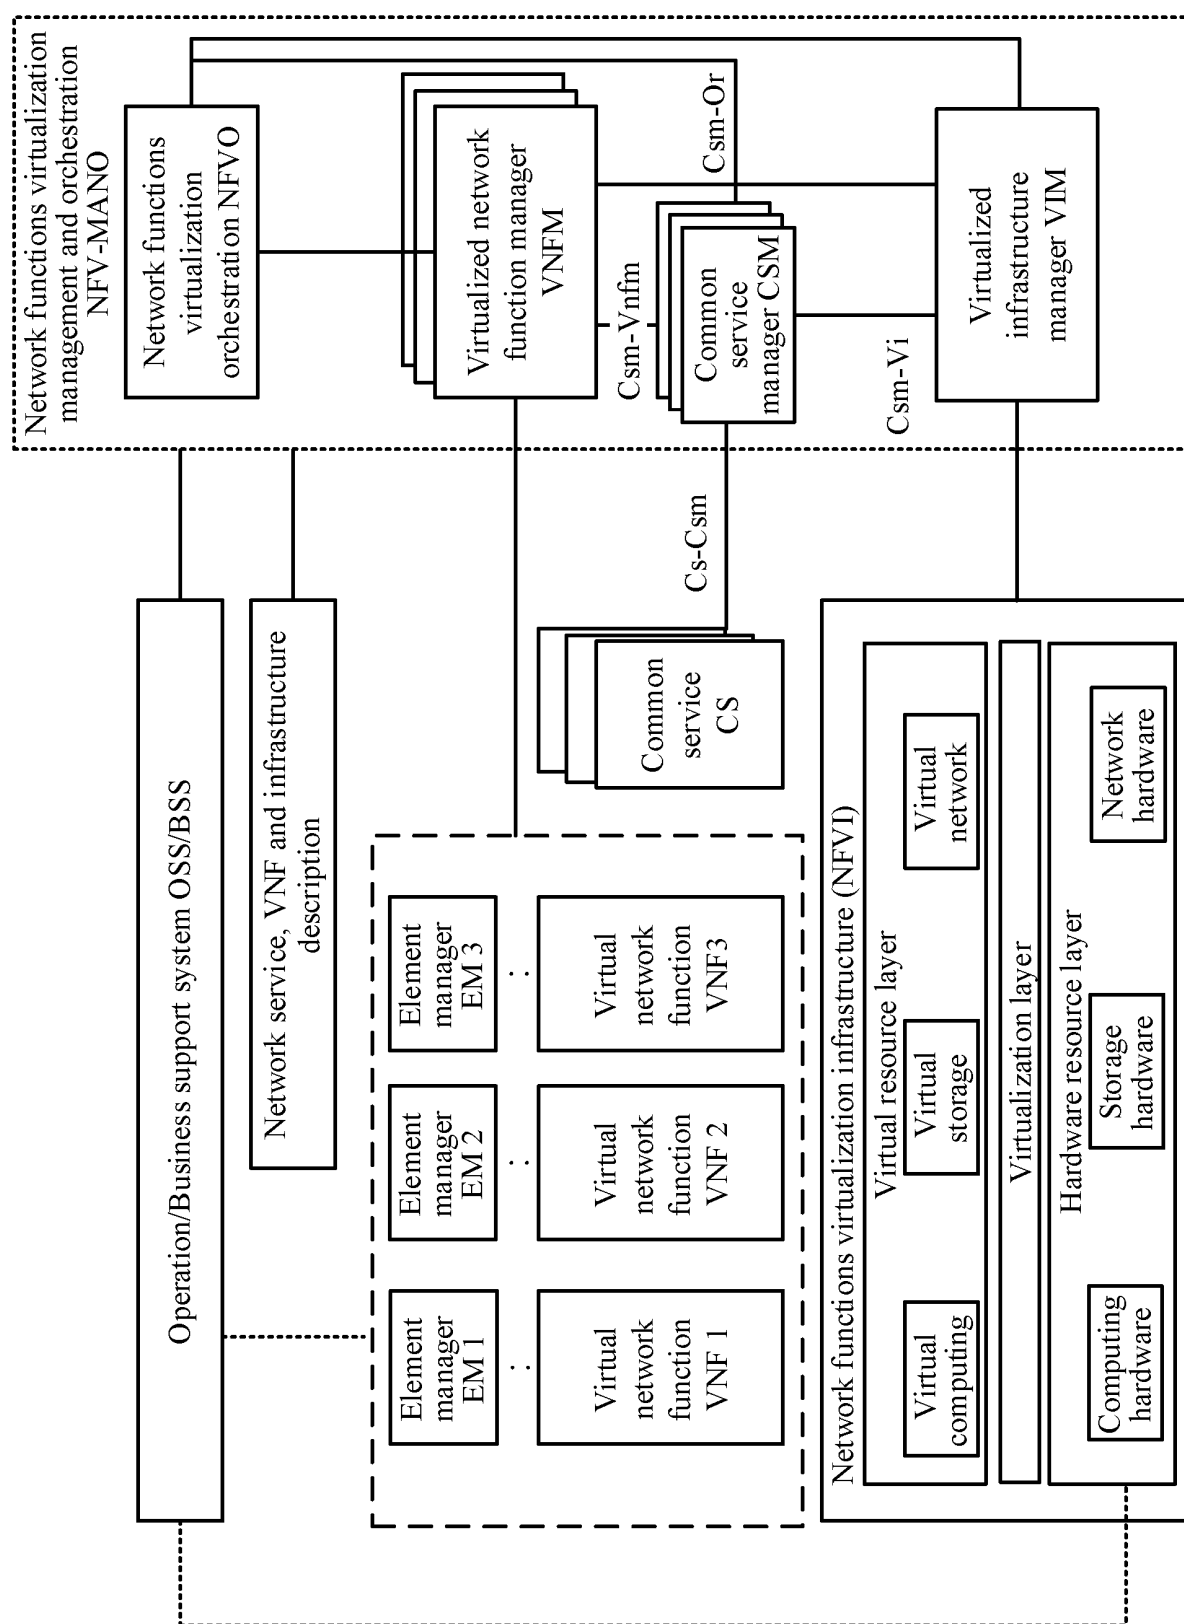 Network functions virtualization
management and orchestration
NFV-MANO
Operation/Business support system OSS/BSS
Network functions
virtualization
orchestration NFVO
Network service, VNF and infrastructure
description
Virtualized network
function manager
VNFM
Element
manager
EM 1
Element
manager
EM 2
Element
manager
EM 3
Virtual
network
function
VNF 1
Virtual
network
function
VNF 2
Virtual
network
function
VNF3
Common
service
CS
Cs-Csm
Csm-Vnfm
Csm-Or
Common
service
manager CSM
Csm-Vi
Virtualized
infrastructure
manager VIM
Network functions virtualization infrastructure (NFVI)
Virtual resource layer
Virtual
computing
Virtual
storage
Virtual
network
Virtualization layer
Hardware resource layer
Computing
hardware
Storage
hardware
Network
hardware